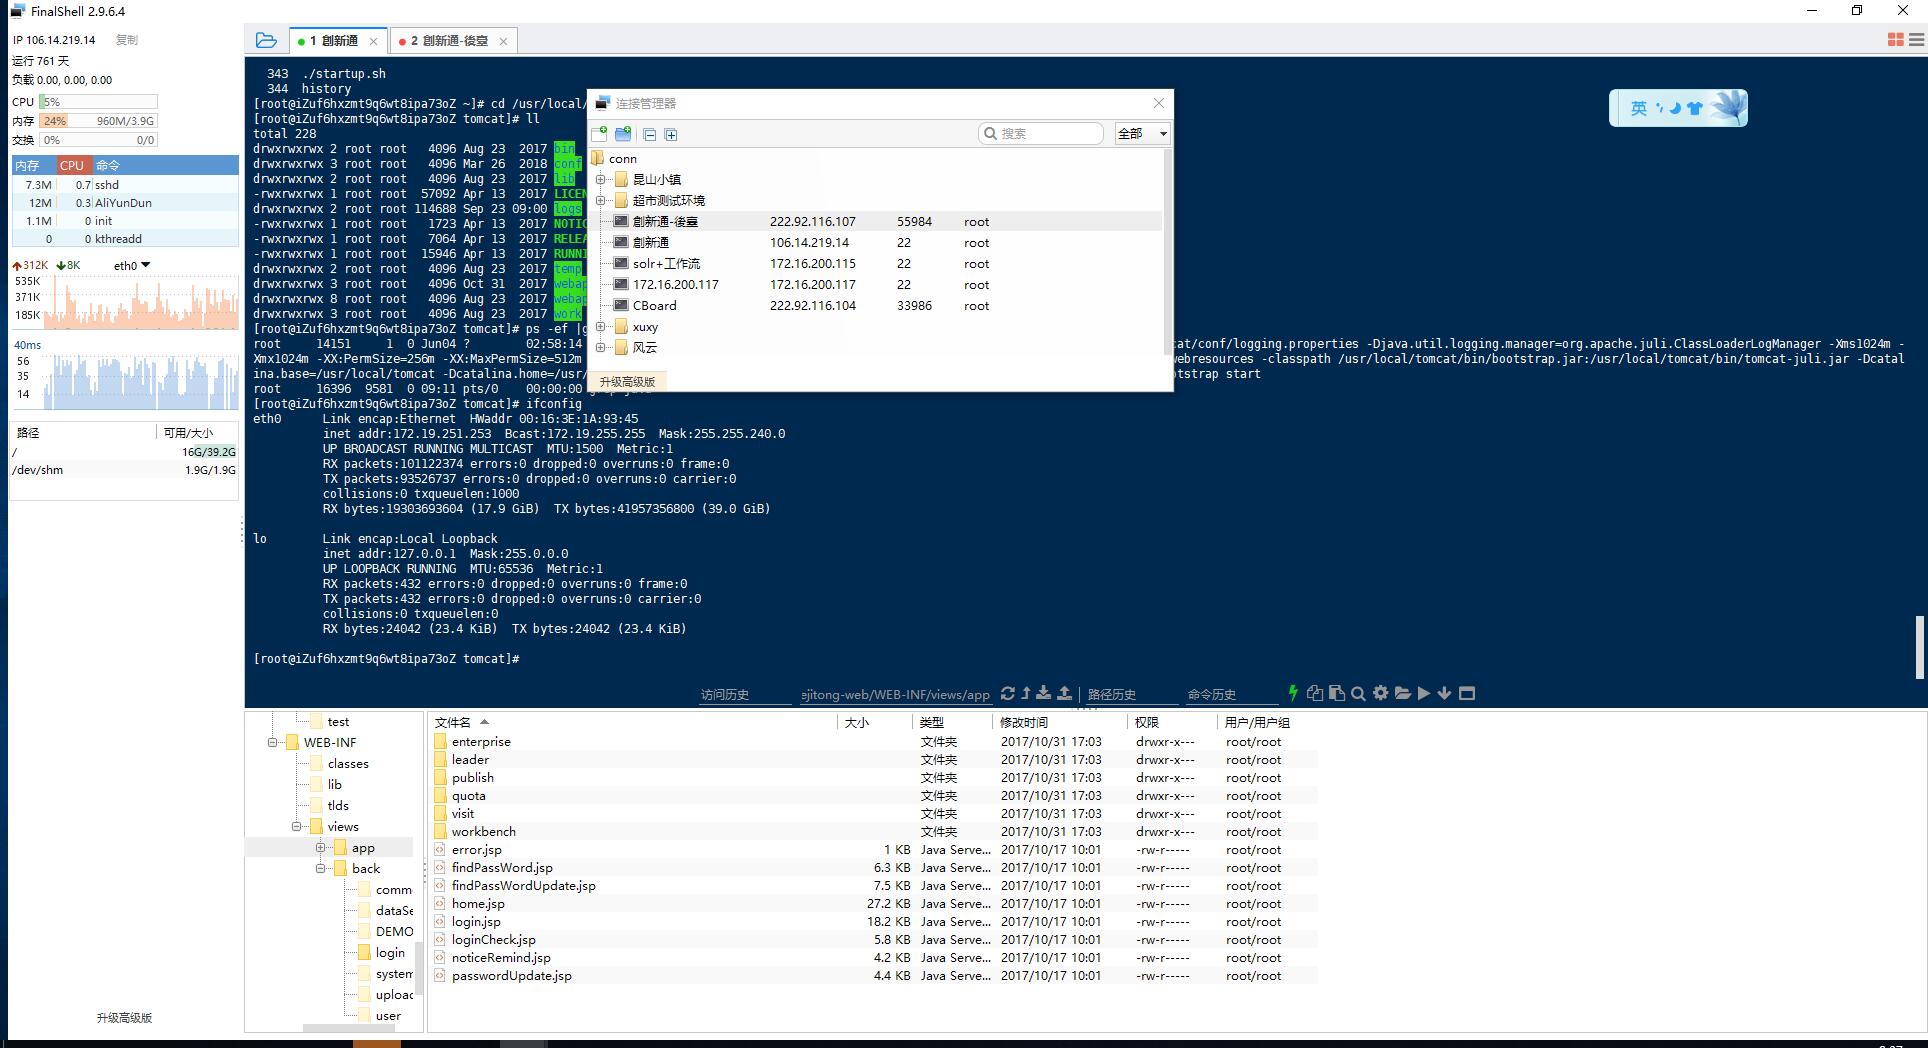 FinalShell 2.9.6.4
IP 106.14.219.14 复制
运行 761 天
负载 0.00, 0.00, 0.00
CPU 5%
内存 24% 960M/3.9G
交换 0% 0/0
内存 CPU 命令
7.3M 0.7 sshd
12M 0.3 AliYunDun
1.1M 0 init
0 0 kthreadd
312K 8K eth0
535K
371K
185K
40ms
56
35
14
路径 可用/大小
/ 16G/39.2G
/dev/shm 1.9G/1.9G
升级高级版
1 創新通
2 創新通-後臺
343 ./startup.sh
344 history
[root@iZuf6hxzmt9q6wt8ipa73oZ ~]# cd /usr/local/
[root@iZuf6hxzmt9q6wt8ipa73oZ tomcat]# ll
total 228
drwxrwxrwx 2 root root 4096 Aug 23 2017 bin
drwxrwxrwx 3 root root 4096 Mar 26 2018 conf
drwxrwxrwx 2 root root 4096 Aug 23 2017 lib
-rwxrwxrwx 1 root root 57092 Apr 13 2017 LICEN
drwxrwxrwx 2 root root 114688 Sep 23 09:00 logs
-rwxrwxrwx 1 root root 1723 Apr 13 2017 NOTIC
-rwxrwxrwx 1 root root 7064 Apr 13 2017 RELEA
-rwxrwxrwx 1 root root 15946 Apr 13 2017 RUNNI
drwxrwxrwx 2 root root 4096 Aug 23 2017 temp
drwxrwxrwx 3 root root 4096 Oct 31 2017 webap
drwxrwxrwx 8 root root 4096 Aug 23 2017 webap
drwxrwxrwx 3 root root 4096 Aug 23 2017 work
[root@iZuf6hxzmt9q6wt8ipa73oZ tomcat]# ps -ef |g
root 14151 1 0 Jun04 ? 02:58:14 cat/conf/logging.properties -Djava.util.logging.manager=org.apache.juli.ClassLoaderLogManager -Xms1024m -
Xmx1024m -XX:PermSize=256m -XX:MaxPermSize=512m ebresources -classpath /usr/local/tomcat/bin/bootstrap.jar:/usr/local/tomcat/bin/tomcat-juli.jar -Dcatal
ina.base=/usr/local/tomcat -Dcatalina.home=/usr/ otstrap start
root 16396 9581 0 09:11 pts/0 00:00:00
[root@iZuf6hxzmt9q6wt8ipa73oZ tomcat]# ifconfig
eth0 Link encap:Ethernet HWaddr 00:16:3E:1A:93:45
inet addr:172.19.251.253 Bcast:172.19.255.255 Mask:255.255.240.0
UP BROADCAST RUNNING MULTICAST MTU:1500 Metric:1
RX packets:101122374 errors:0 dropped:0 overruns:0 frame:0
TX packets:93526737 errors:0 dropped:0 overruns:0 carrier:0
collisions:0 txqueuelen:1000
RX bytes:19303693604 (17.9 GiB) TX bytes:41957356800 (39.0 GiB)
lo Link encap:Local Loopback
inet addr:127.0.0.1 Mask:255.0.0.0
UP LOOPBACK RUNNING MTU:65536 Metric:1
RX packets:432 errors:0 dropped:0 overruns:0 frame:0
TX packets:432 errors:0 dropped:0 overruns:0 carrier:0
collisions:0 txqueuelen:0
RX bytes:24042 (23.4 KiB) TX bytes:24042 (23.4 KiB)
[root@iZuf6hxzmt9q6wt8ipa73oZ tomcat]#
连接管理器
搜索 全部
conn
昆山小镇
超市测试环境
創新通-後臺 222.92.116.107 55984 root
創新通 106.14.219.14 22 root
solr+工作流 172.16.200.115 22 root
172.16.200.117 172.16.200.117 22 root
CBoard 222.92.116.104 33986 root
xuxy
风云
升级高级版
英
访问历史 ejitong-web/WEB-INF/views/app 路径历史 命令历史
test
WEB-INF
classes
lib
tlds
views
app
back
comm
dataSe
DEMO
login
system
upload
user
文件名 大小 类型 修改时间 权限 用户/用户组
enterprise 文件夹 2017/10/31 17:03 drwxr-x--- root/root
leader 文件夹 2017/10/31 17:03 drwxr-x--- root/root
publish 文件夹 2017/10/31 17:03 drwxr-x--- root/root
quota 文件夹 2017/10/31 17:03 drwxr-x--- root/root
visit 文件夹 2017/10/31 17:03 drwxr-x--- root/root
workbench 文件夹 2017/10/31 17:03 drwxr-x--- root/root
error.jsp 1 KB Java Serve... 2017/10/17 10:01 -rw-r----- root/root
findPassWord.jsp 6.3 KB Java Serve... 2017/10/17 10:01 -rw-r----- root/root
findPassWordUpdate.jsp 7.5 KB Java Serve... 2017/10/17 10:01 -rw-r----- root/root
home.jsp 27.2 KB Java Serve... 2017/10/17 10:01 -rw-r----- root/root
login.jsp 18.2 KB Java Serve... 2017/10/17 10:01 -rw-r----- root/root
loginCheck.jsp 5.8 KB Java Serve... 2017/10/17 10:01 -rw-r----- root/root
noticeRemind.jsp 4.2 KB Java Serve... 2017/10/17 10:01 -rw-r----- root/root
passwordUpdate.jsp 4.4 KB Java Serve... 2017/10/17 10:01 -rw-r----- root/root